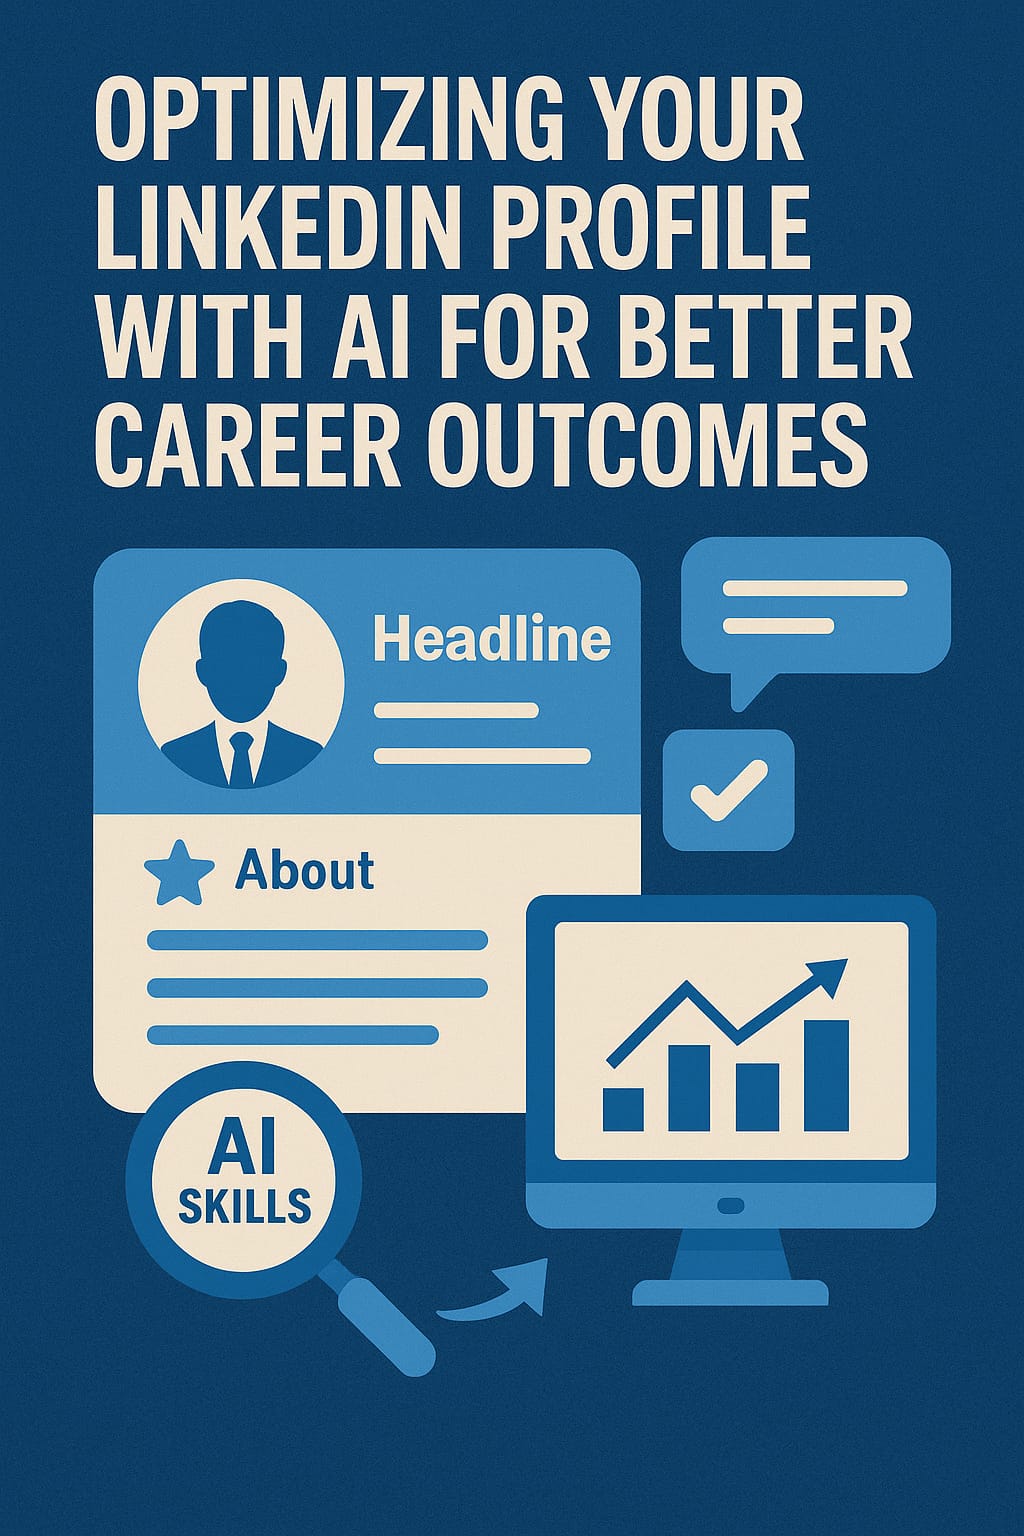 OPTIMIZING YOUR
LINKEDIN PROFILE
WITH AI FOR BETTER
CAREER OUTCOMES
Headline
About
AI
SKILLS